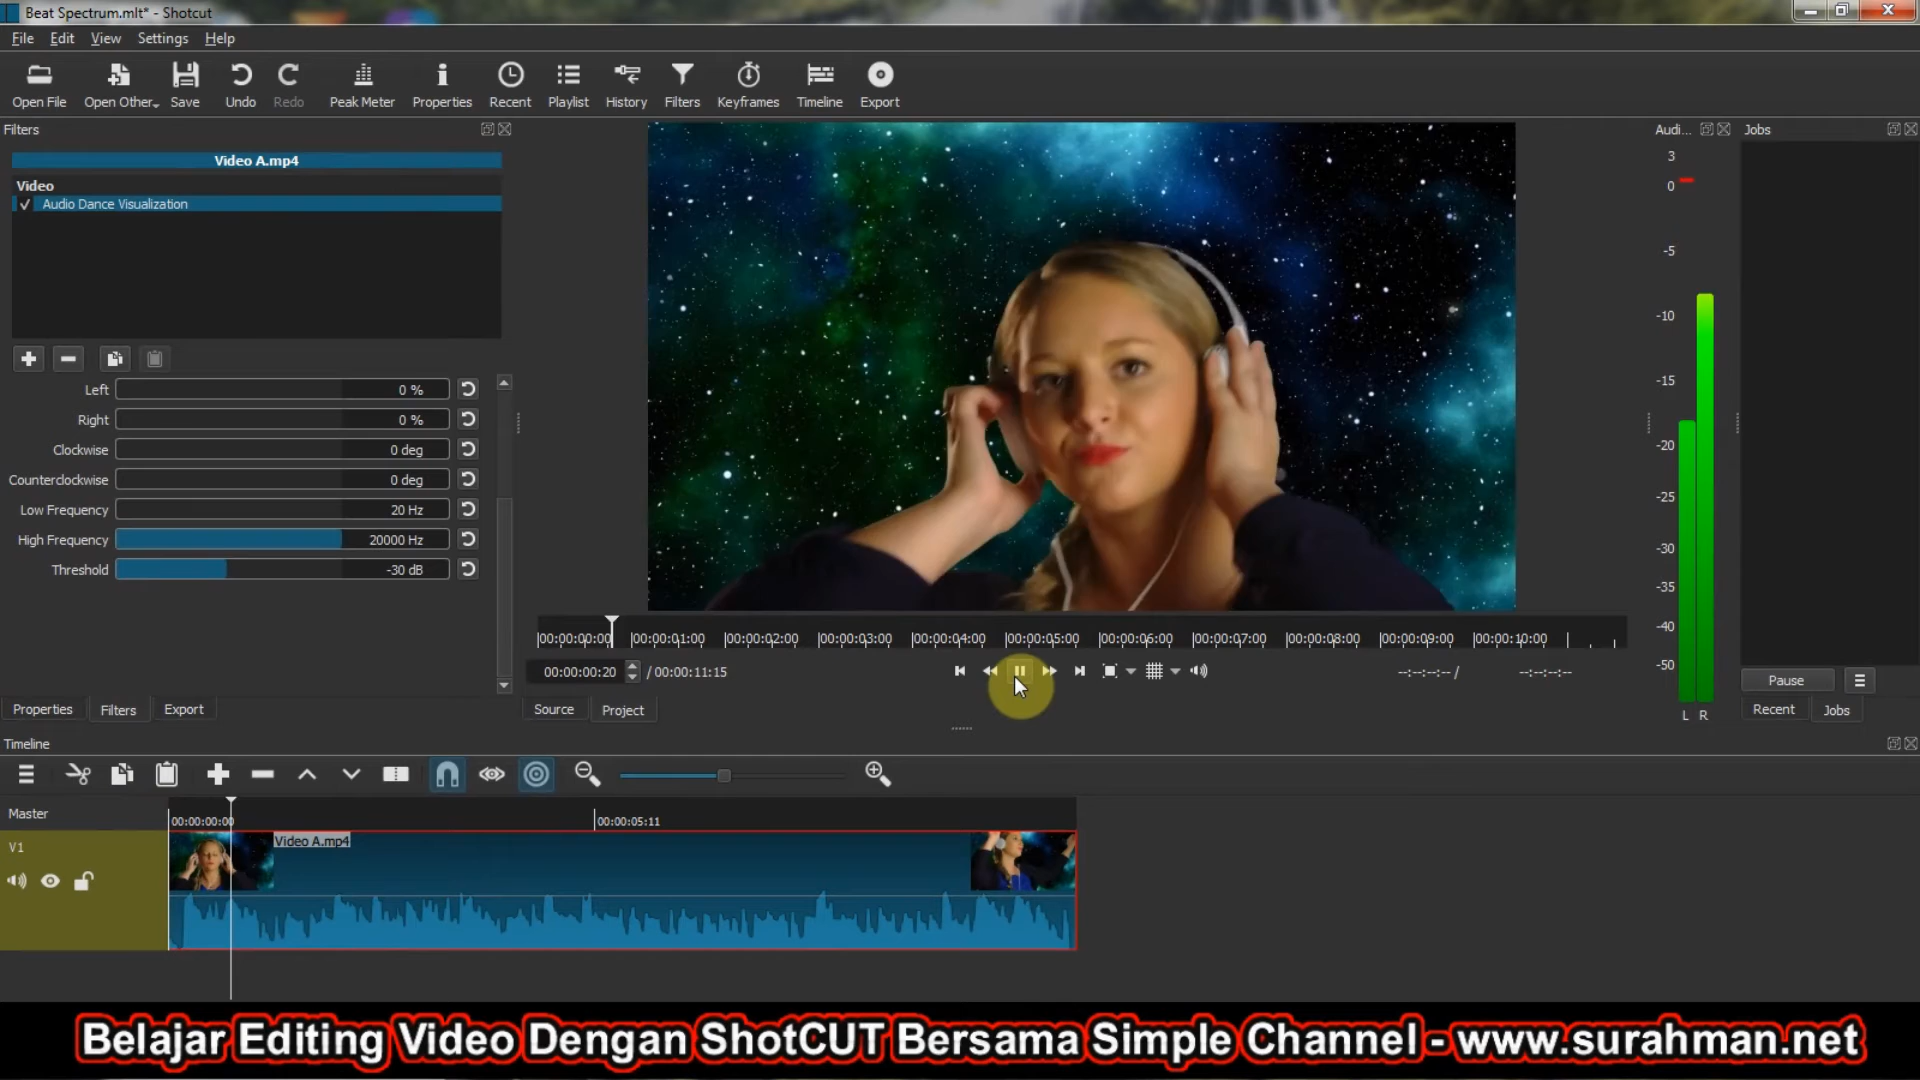 Beat Spectrum.mlt* - Shotcut
File Edit View Settings Help
Open File Open Other Save Undo Redo Peak Meter Properties Recent Playlist History Filters Keyframes Timeline Export
Filters
Video A.mp4
Video
✓ Audio Dance Visualization
Left 0 %
Right 0 %
Clockwise 0 deg
Counterclockwise 0 deg
Low Frequency 20 Hz
High Frequency 20000 Hz
Threshold -30 dB
Properties Filters Export
00:00:00:00 00:00:01:00 00:00:02:00 00:00:03:00 00:00:04:00 00:00:05:00 00:00:06:00 00:00:07:00 00:00:08:00 00:00:09:00 00:00:10:00
00:00:00:20 / 00:00:11:15 --:--:--:-- / --:--:--:--
Source Project
Audi...
3
0
-5
-10
-15
-20
-25
-30
-35
-40
-50
L R
Jobs
Pause
Recent Jobs
Timeline
Master
00:00:00:00 00:00:05:11
V1
Video A.mp4
Belajar Editing Video Dengan ShotCUT Bersama Simple Channel - www.surahman.net